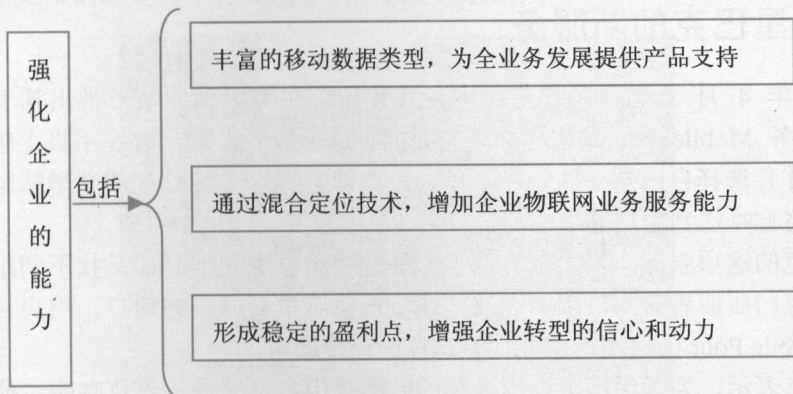 强化企业的能力
包括
丰富的移动数据类型，为全业务发展提供产品支持
通过混合定位技术，增加企业物联网业务服务能力
形成稳定的盈利点，增强企业转型的信心和动力